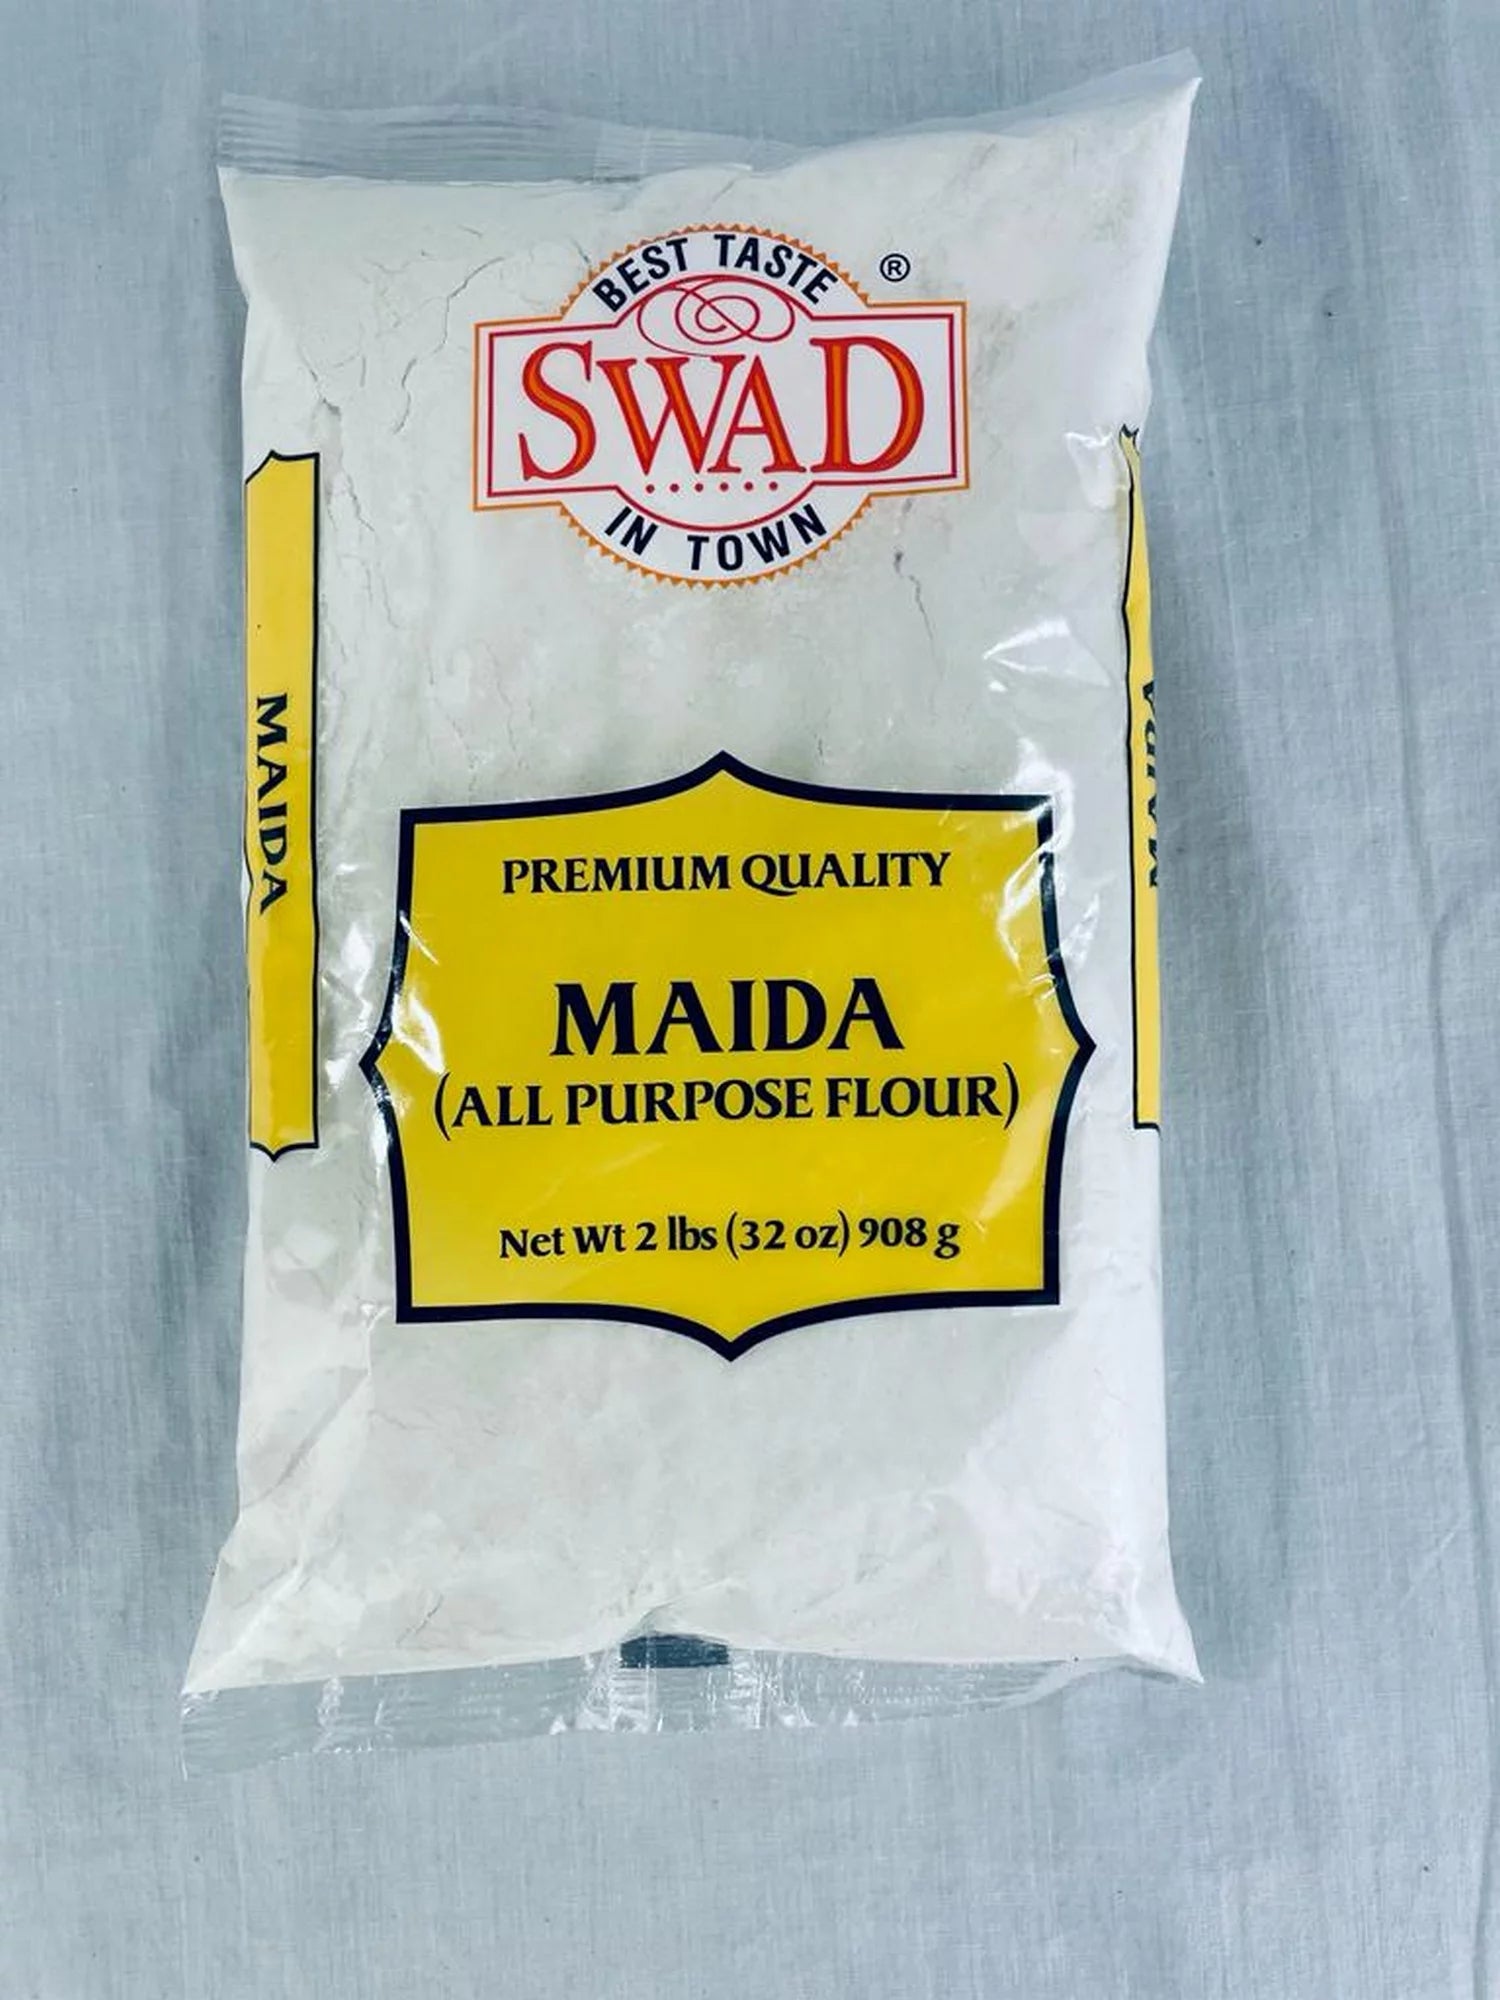 BEST TASTE
®
SWAD
IN TOWN
MAIDA
MAIDA
PREMIUM QUALITY
MAIDA
(ALL PURPOSE FLOUR)
Net Wt 2 lbs (32 oz) 908 g